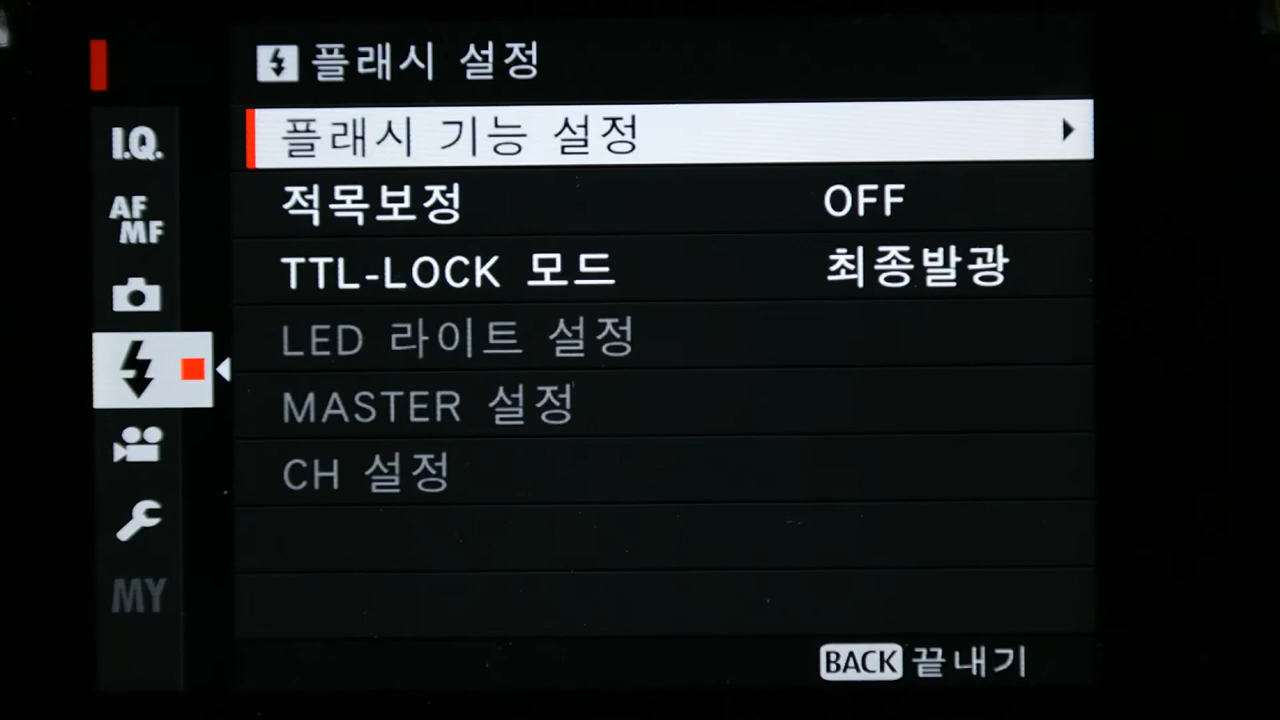 플래시 설정
I.Q.
AF
MF
MY
플래시 기능 설정
적목보정 OFF
TTL-LOCK 모드 최종발광
LED 라이트 설정
MASTER 설정
CH 설정
BACK 끝내기